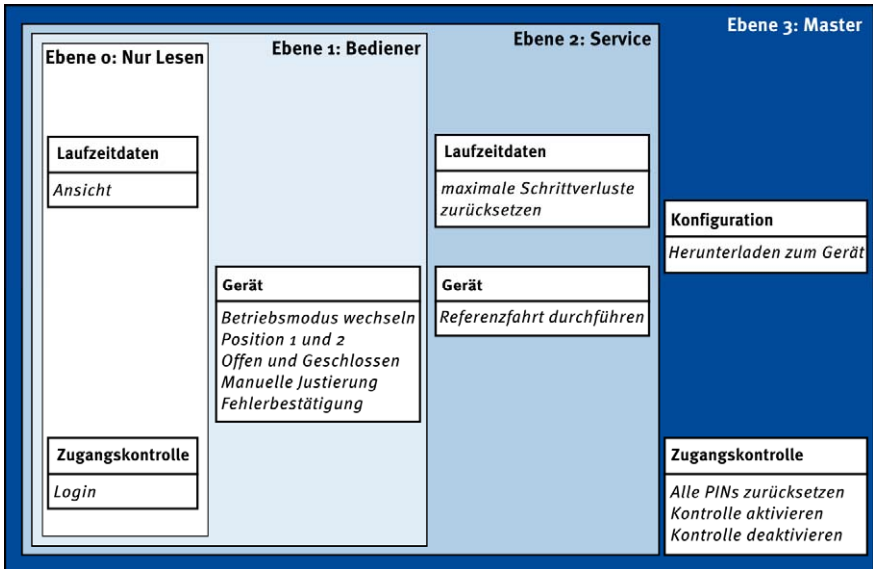 Ebene 0: Nur Lesen
Laufzeitdaten
Ansicht
Zugangskontrolle
Login
Ebene 1: Bediener
Gerät
Betriebsmodus wechseln
Position 1 und 2
Offen und Geschlossen
Manuelle Justierung
Fehlerbestätigung
Ebene 2: Service
Laufzeitdaten
maximale Schrittverluste
zurücksetzen
Gerät
Referenzfahrt durchführen
Ebene 3: Master
Konfiguration
Herunterladen zum Gerät
Zugangskontrolle
Alle PINs zurücksetzen
Kontrolle aktivieren
Kontrolle deaktivieren